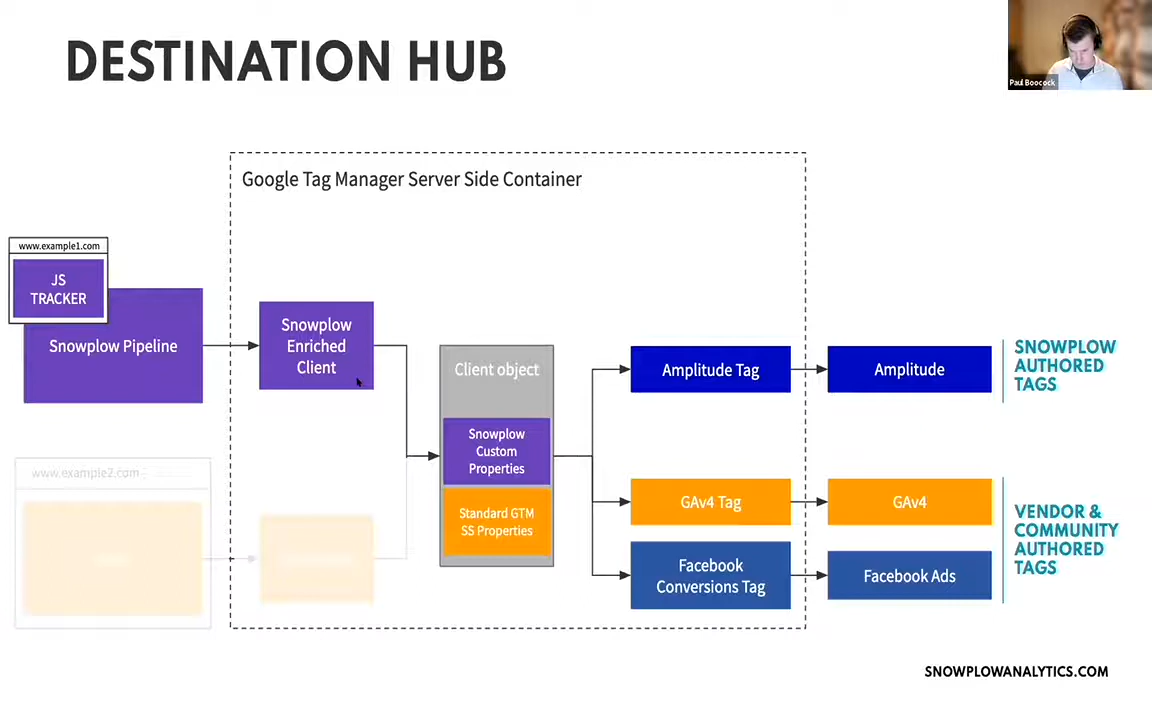 DESTINATION HUB
Paul Boocock
Google Tag Manager Server Side Container
www.example1.com
JS
TRACKER
Snowplow Pipeline
Snowplow
Enriched
Client
Client object
Snowplow
Custom
Properties
Standard GTM
SS Properties
Amplitude Tag
Amplitude
SNOWPLOW
AUTHORED
TAGS
www.example2.com
GAv4 Tag
GAv4
Facebook
Conversions Tag
Facebook Ads
VENDOR &
COMMUNITY
AUTHORED
TAGS
SNOWPLOWANALYTICS.COM